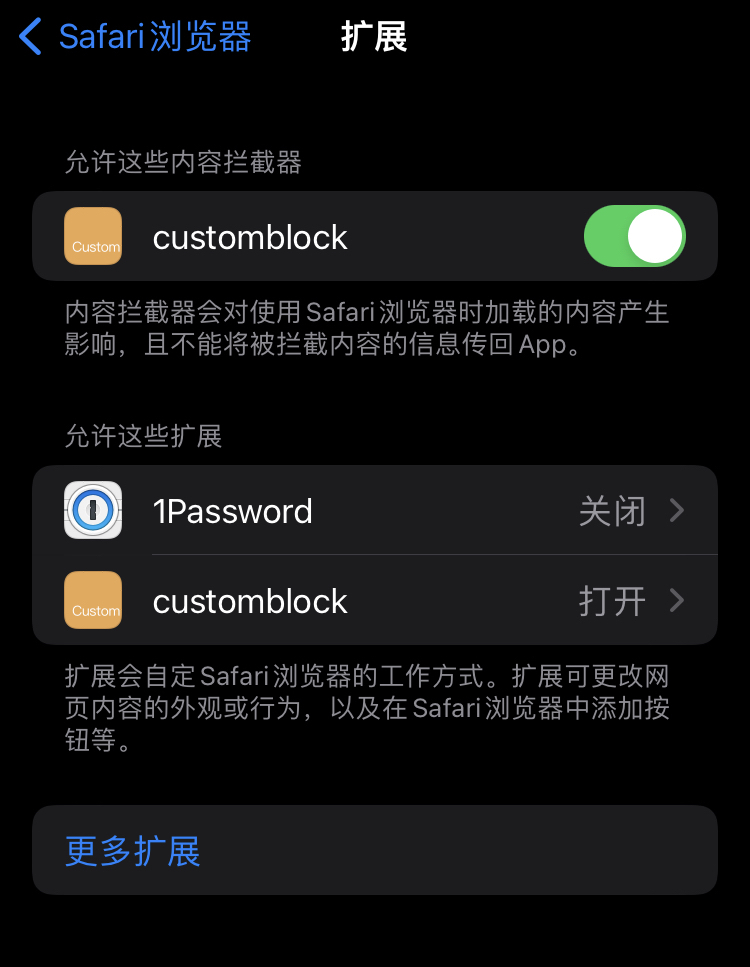 Safari浏览器
扩展
允许这些内容拦截器
Custom
customblock
内容拦截器会对使用Safari浏览器时加载的内容产生
影响，且不能将被拦截内容的信息传回 App。
允许这些扩展
1Password
关闭
Custom
customblock
打开
扩展会自定Safari浏览器的工作方式。扩展可更改网
页内容的外观或行为，以及在Safari浏览器中添加按
钮等。
更多扩展